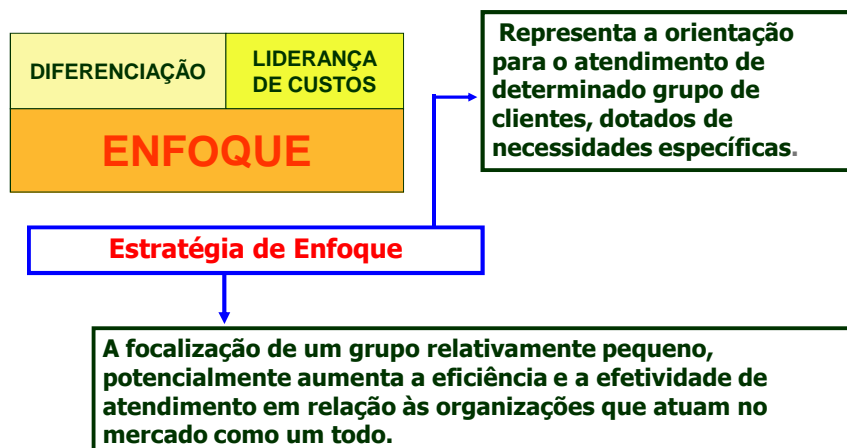 DIFERENCIAÇÃO
LIDERANÇA
DE CUSTOS
ENFOQUE
Representa a orientação
para o atendimento de
determinado grupo de
clientes, dotados de
necessidades específicas.
Estratégia de Enfoque
A focalização de um grupo relativamente pequeno,
potencialmente aumenta a eficiência e a efetividade de
atendimento em relação às organizações que atuam no
mercado como um todo.